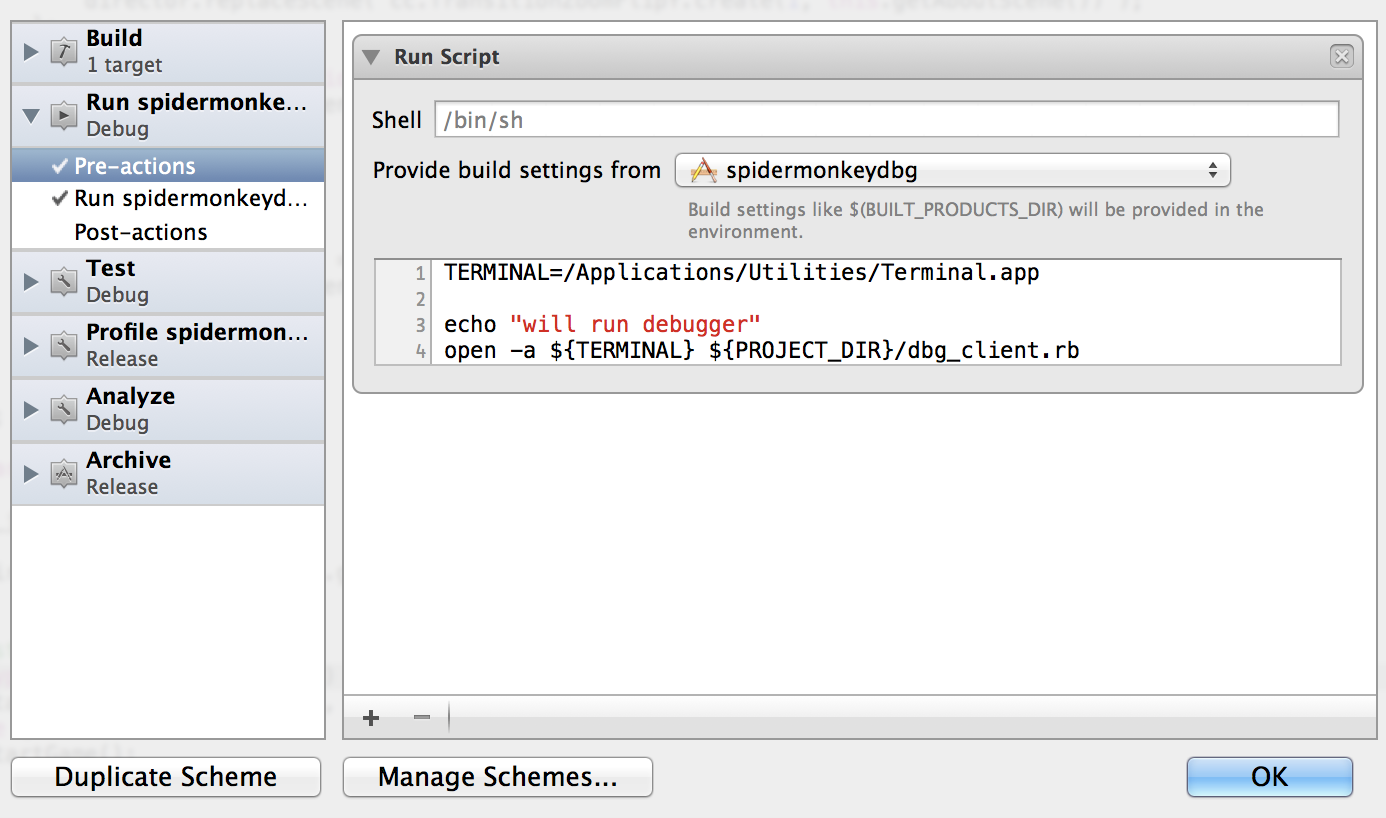 Build
1 target
Run spidermonke...
Debug
Pre-actions
Run spidermonkeyd...
Post-actions
Test
Debug
Profile spidermon...
Release
Analyze
Debug
Archive
Release
Run Script
Shell /bin/sh
Provide build settings from spidermonkeydbg
Build settings like $(BUILT_PRODUCTS_DIR) will be provided in the
environment.
1 TERMINAL=/Applications/Utilities/Terminal.app
2
3 echo "will run debugger"
4 open -a ${TERMINAL} ${PROJECT_DIR}/dbg_client.rb
Duplicate Scheme
Manage Schemes...
OK